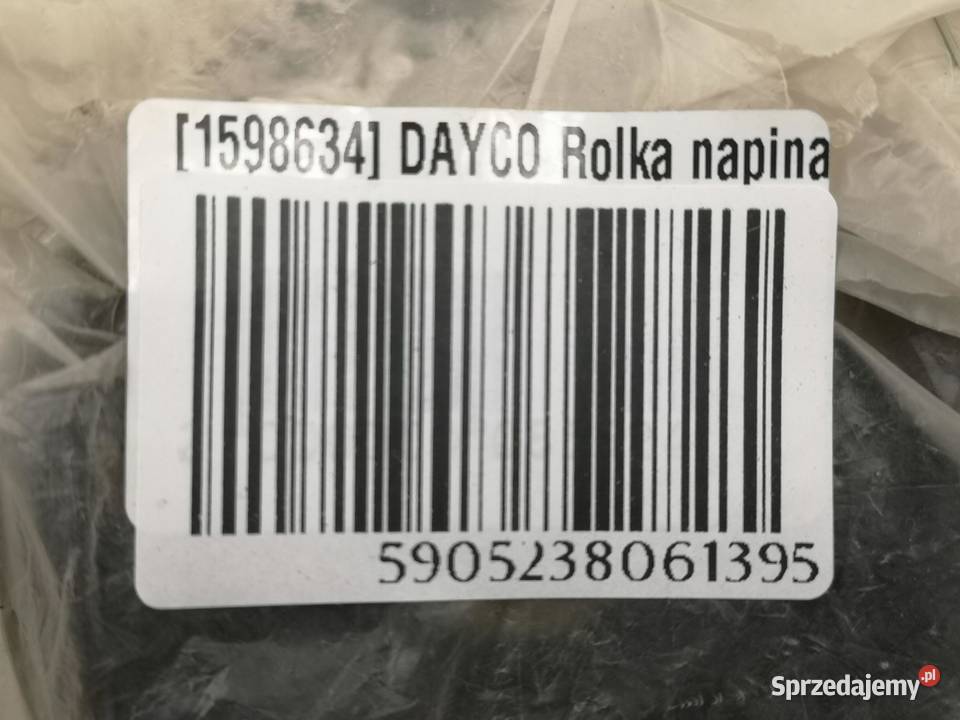 [1598634] DAYCO Rolka napina
5905238061395
Sprzedajemy.pl